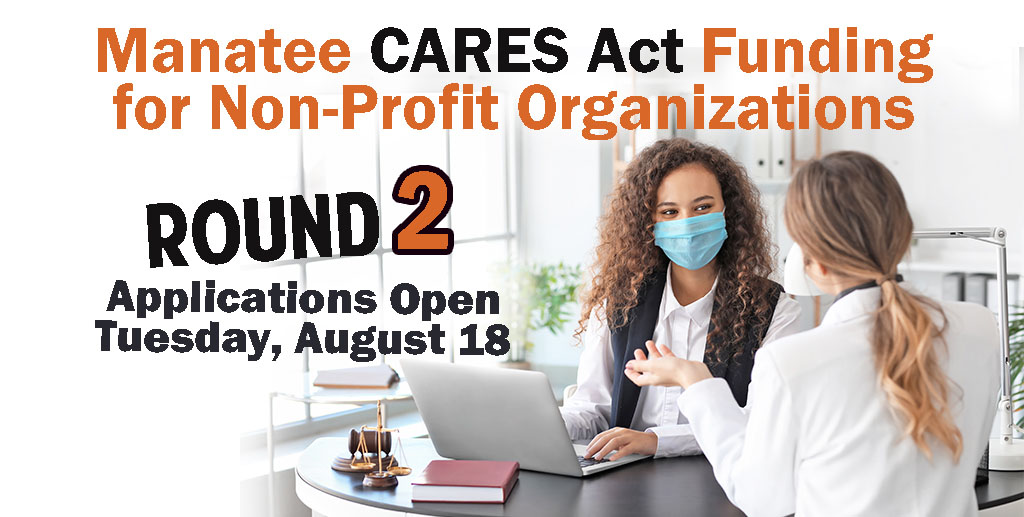 Manatee CARES Act Funding
for Non-Profit Organizations
ROUND 2
Applications Open
Tuesday, August 18